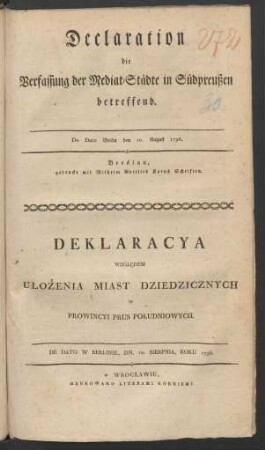 Declaration
die
Verfassung der Mediat-Städte in Südpreußen
betreffend.
De Dato Berlin den 10. August 1796.
Breslau,
gedruckt mit Wilhelm Gottlieb Korns Schriften.
DEKLARACYA
WZGLĘDEM
UŁOŻENIA MIAST DZIEDZICZNYCH
W
PROWINCYI PRUS POŁUDNIOWYCH.
DE DATO W BERLINIE, DN. 10. SIERPNIA, ROKU 1796.
w WROCŁAWIU,
DRUKOWANO LITERAMI KORNIEMI